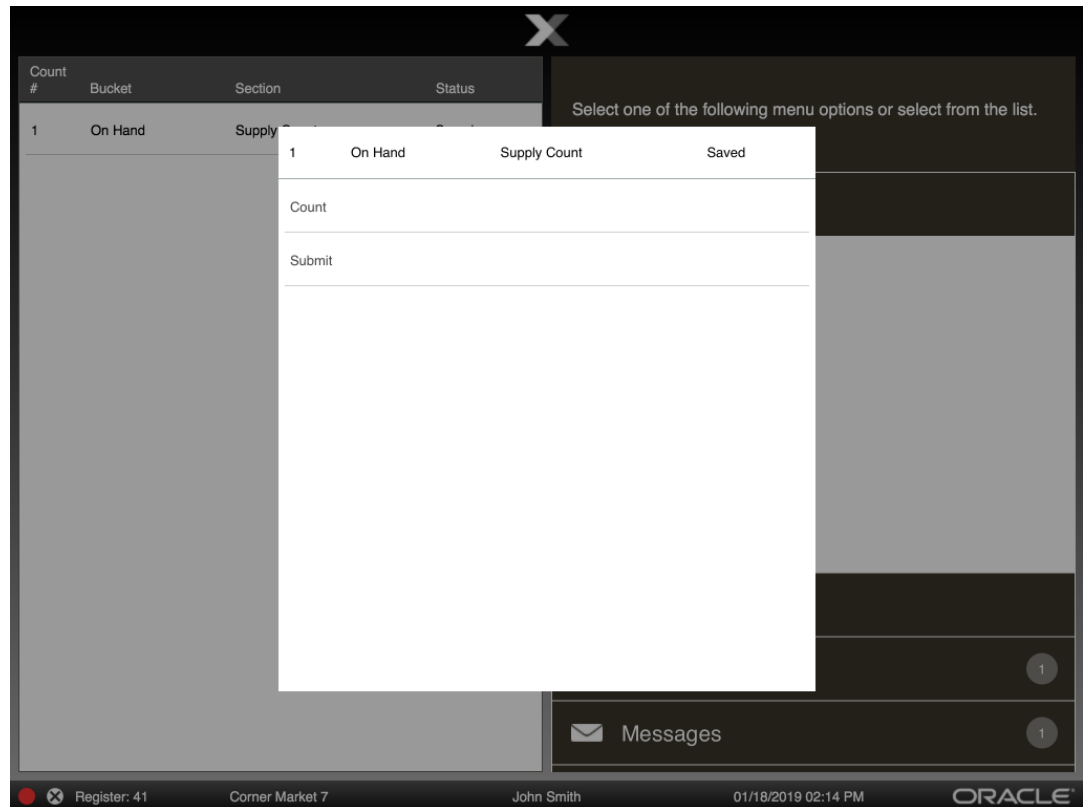 Count
# Bucket Section Status
Select one of the following menu options or select from the list.
1 On Hand Supply
1 On Hand Supply Count Saved
Count
Submit
1
Messages 1
Register: 41 Corner Market 7 John Smith 01/18/2019 02:14 PM ORACLE